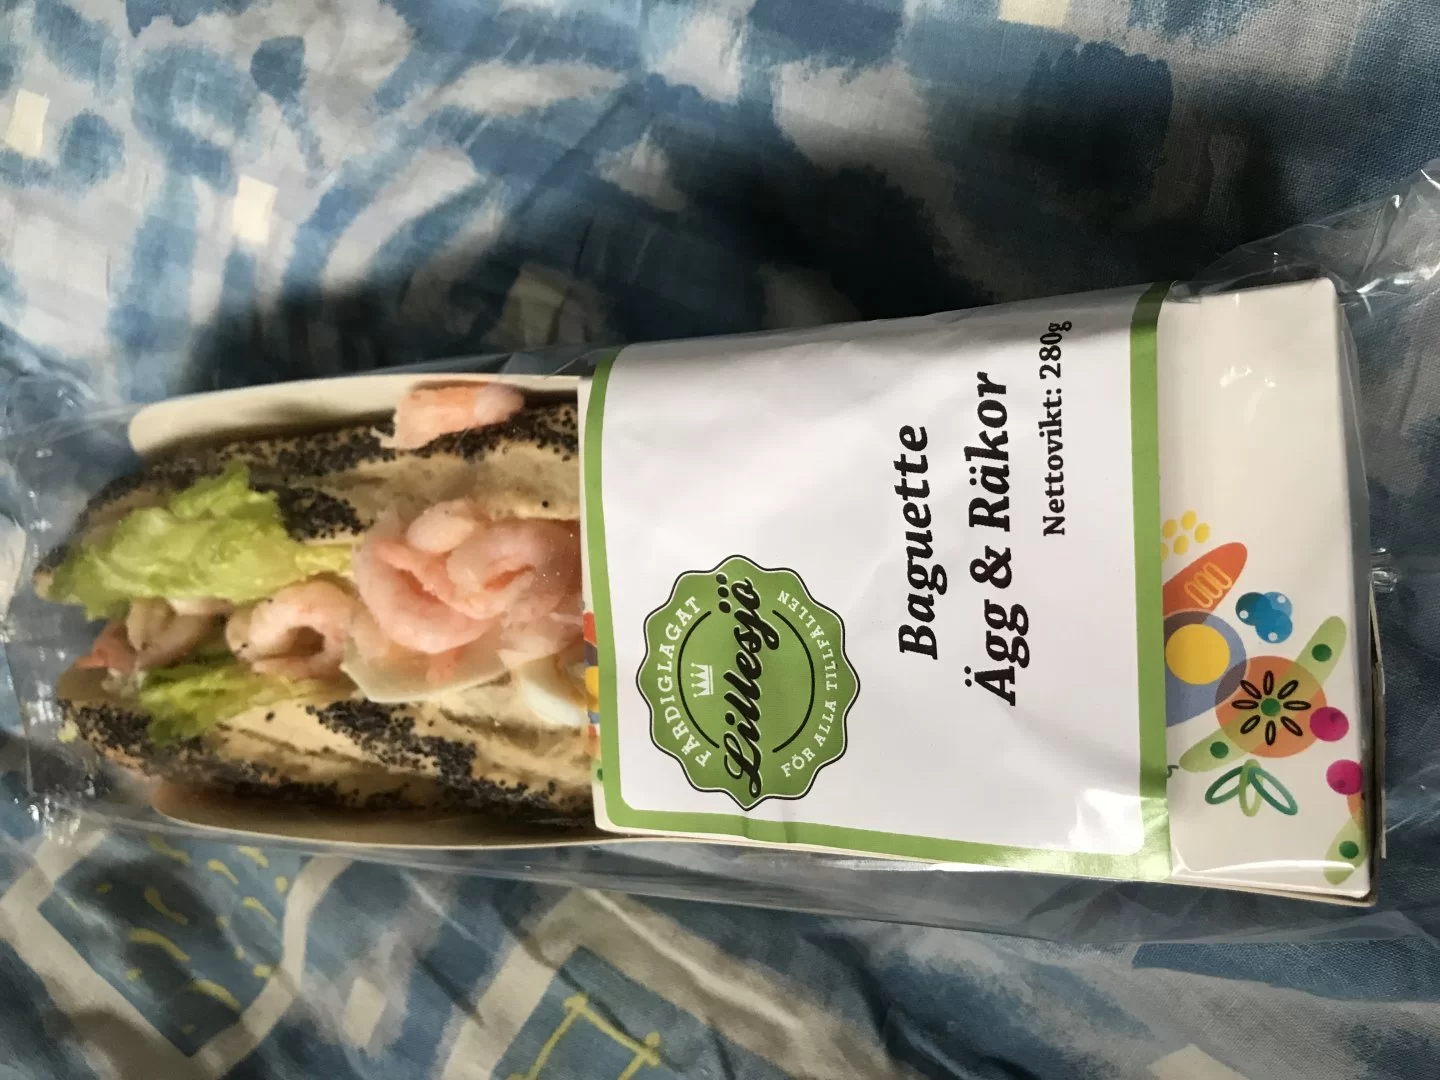 FÄRDIGLAGAT
Lillesjö
FÖR ALLA TILLFÄLLEN
Baguette
Ägg & Räkor
Nettovikt: 280g